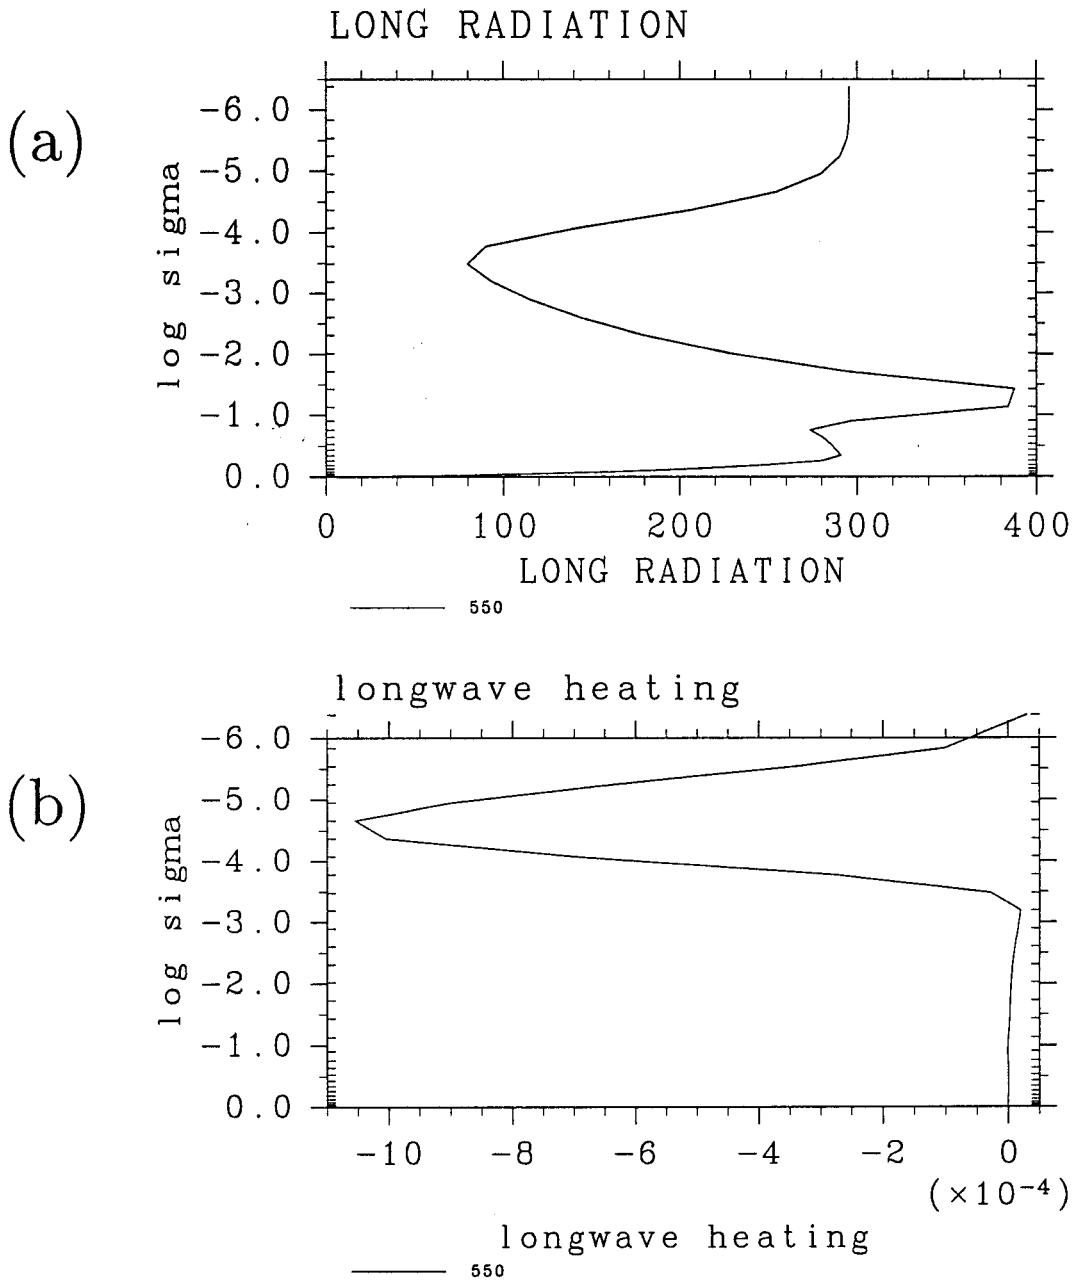 LONG RADIATION
(a)
log sigma
-6.0
-5.0
-4.0
-3.0
-2.0
-1.0
0.0
0 100 200 300 400
LONG RADIATION
550
longwave heating
(b)
log sigma
-6.0
-5.0
-4.0
-3.0
-2.0
-1.0
0.0
-10 -8 -6 -4 -2 0
(×10⁻⁴)
longwave heating
550